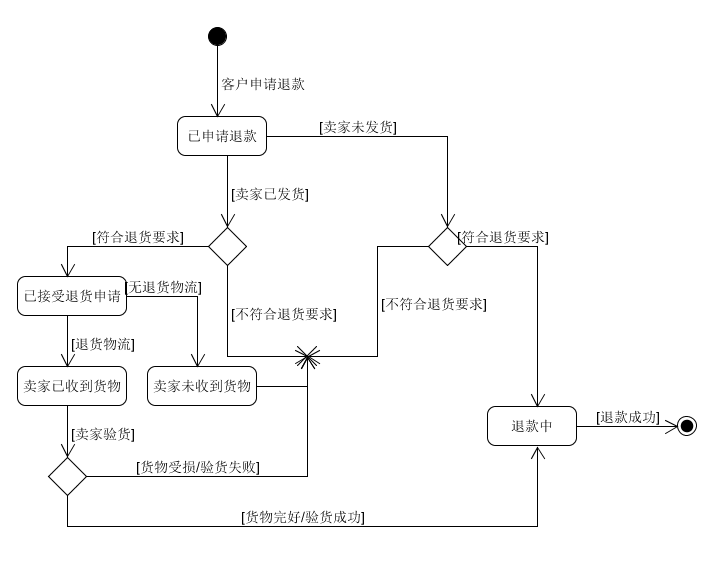 客户申请退款
已申请退款
[卖家未发货]
[卖家已发货]
[符合退货要求]
[符合退货要求]
已接受退货申请
[无退货物流]
[不符合退货要求]
[不符合退货要求]
[退货物流]
卖家已收到货物
卖家未收到货物
[卖家验货]
退款中
[退款成功]
[货物受损/验货失败]
[货物完好/验货成功]